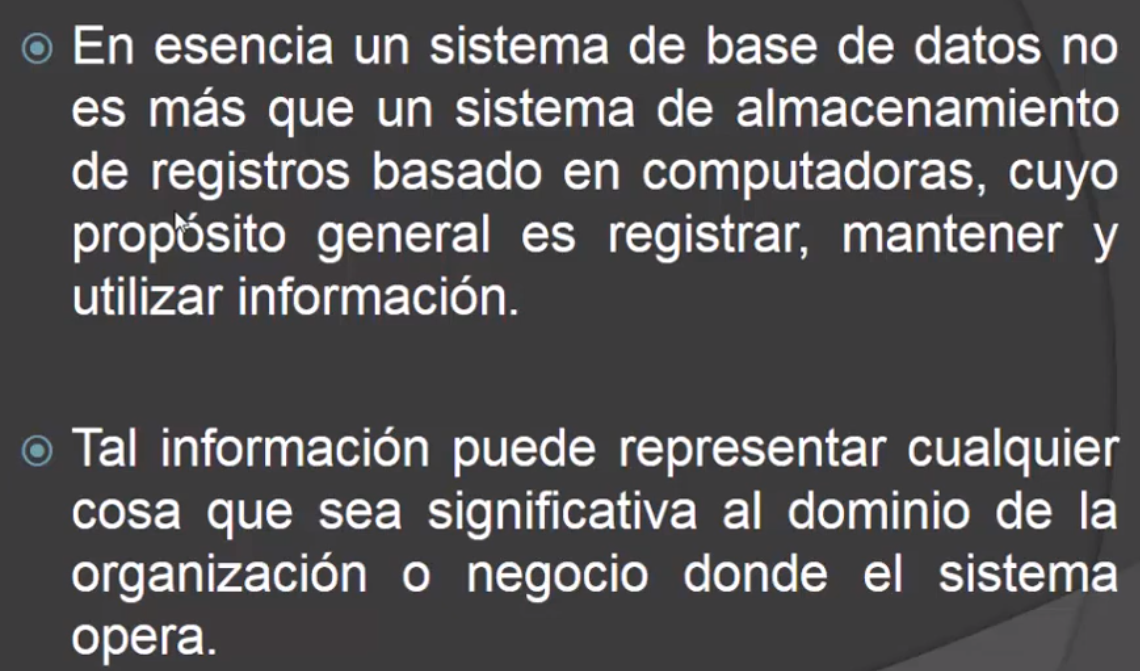 En esencia un sistema de base de datos no
es más que un sistema de almacenamiento
de registros basado en computadoras, cuyo
propósito general es registrar, mantener y
utilizar información.
Tal información puede representar cualquier
cosa que sea significativa al dominio de la
organización o negocio donde el sistema
opera.